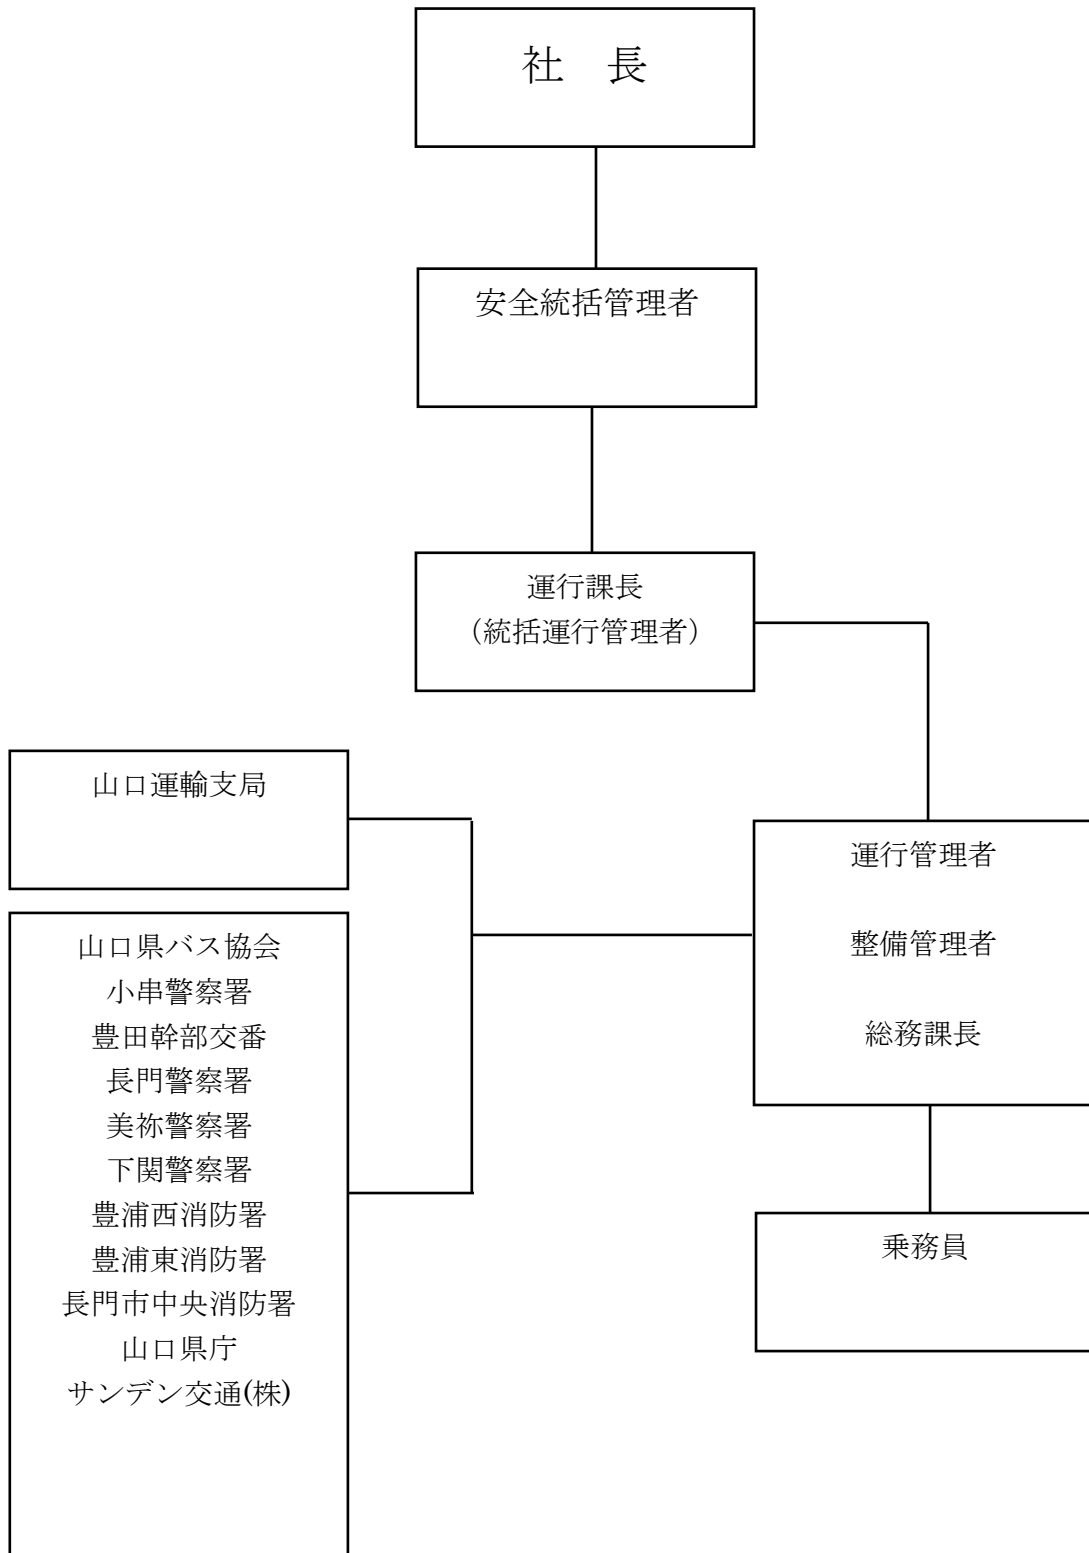 社　長
安全統括管理者
運行課長
（統括運行管理者）
山口運輸支局
運行管理者
整備管理者
総務課長
山口県バス協会
小串警察署
豊田幹部交番
長門警察署
美祢警察署
下関警察署
豊浦西消防署
豊浦東消防署
長門市中央消防署
山口県庁
サンデン交通(株)
乗務員